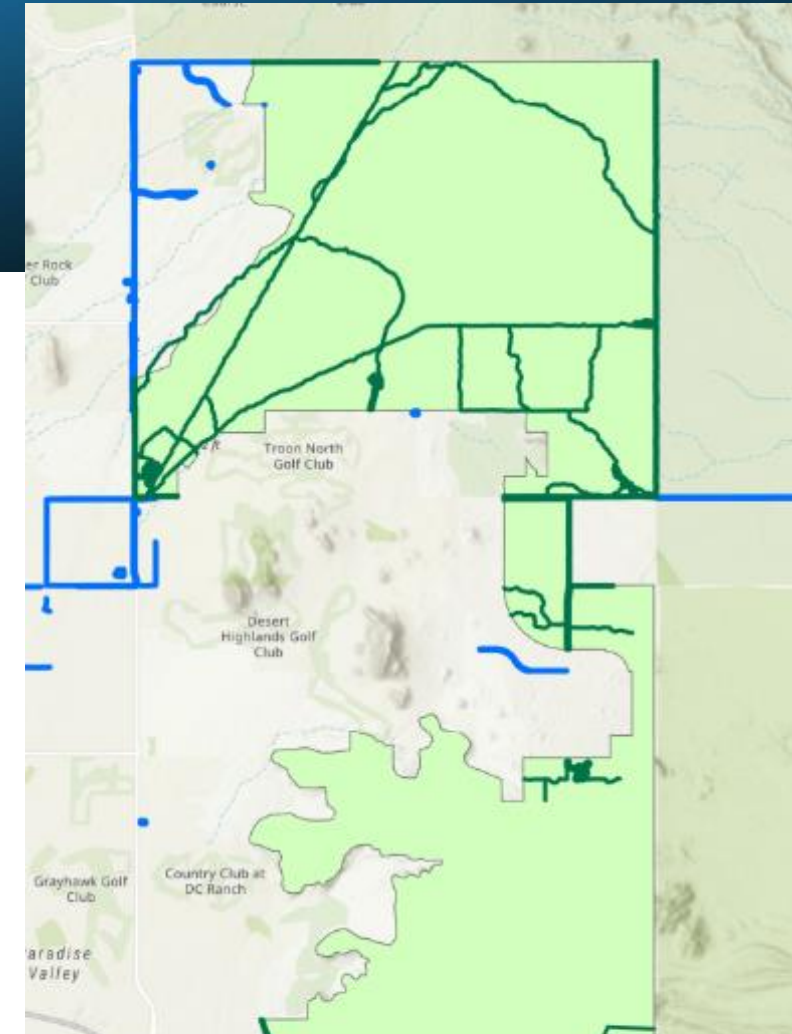 er Rock
Club
Troon North
Golf Club
Desert
Highlands Golf
Club
Grayhawk Golf
Club
Country Club at
DC Ranch
aradise
Valley